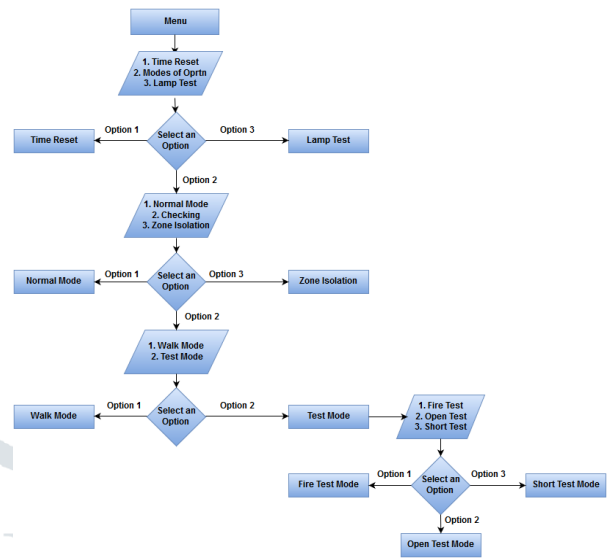 Menu
1. Time Reset
2. Modes of Oprtn
3. Lamp Test
Time Reset
Option 1
Select an
Option
Option 3
Lamp Test
Option 2
1. Normal Mode
2. Checking
3. Zone Isolation
Normal Mode
Option 1
Select an
Option
Option 3
Zone Isolation
Option 2
1. Walk Mode
2. Test Mode
Walk Mode
Option 1
Select an
Option
Option 2
Test Mode
1. Fire Test
2. Open Test
3. Short Test
Fire Test Mode
Option 1
Select an
Option
Option 3
Short Test Mode
Option 2
Open Test Mode